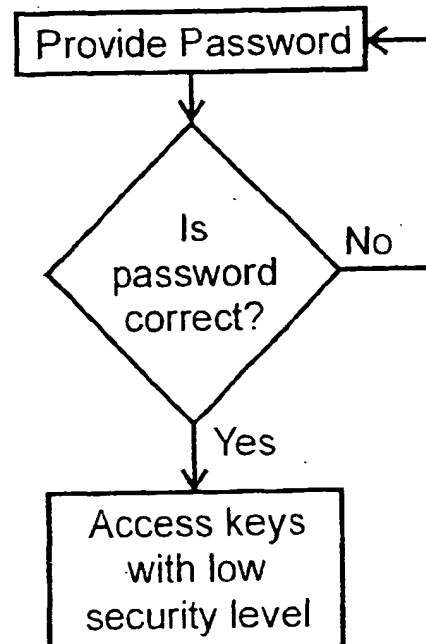 Provide Password
Is
password
correct?
No
Yes
Access keys
with low
security level